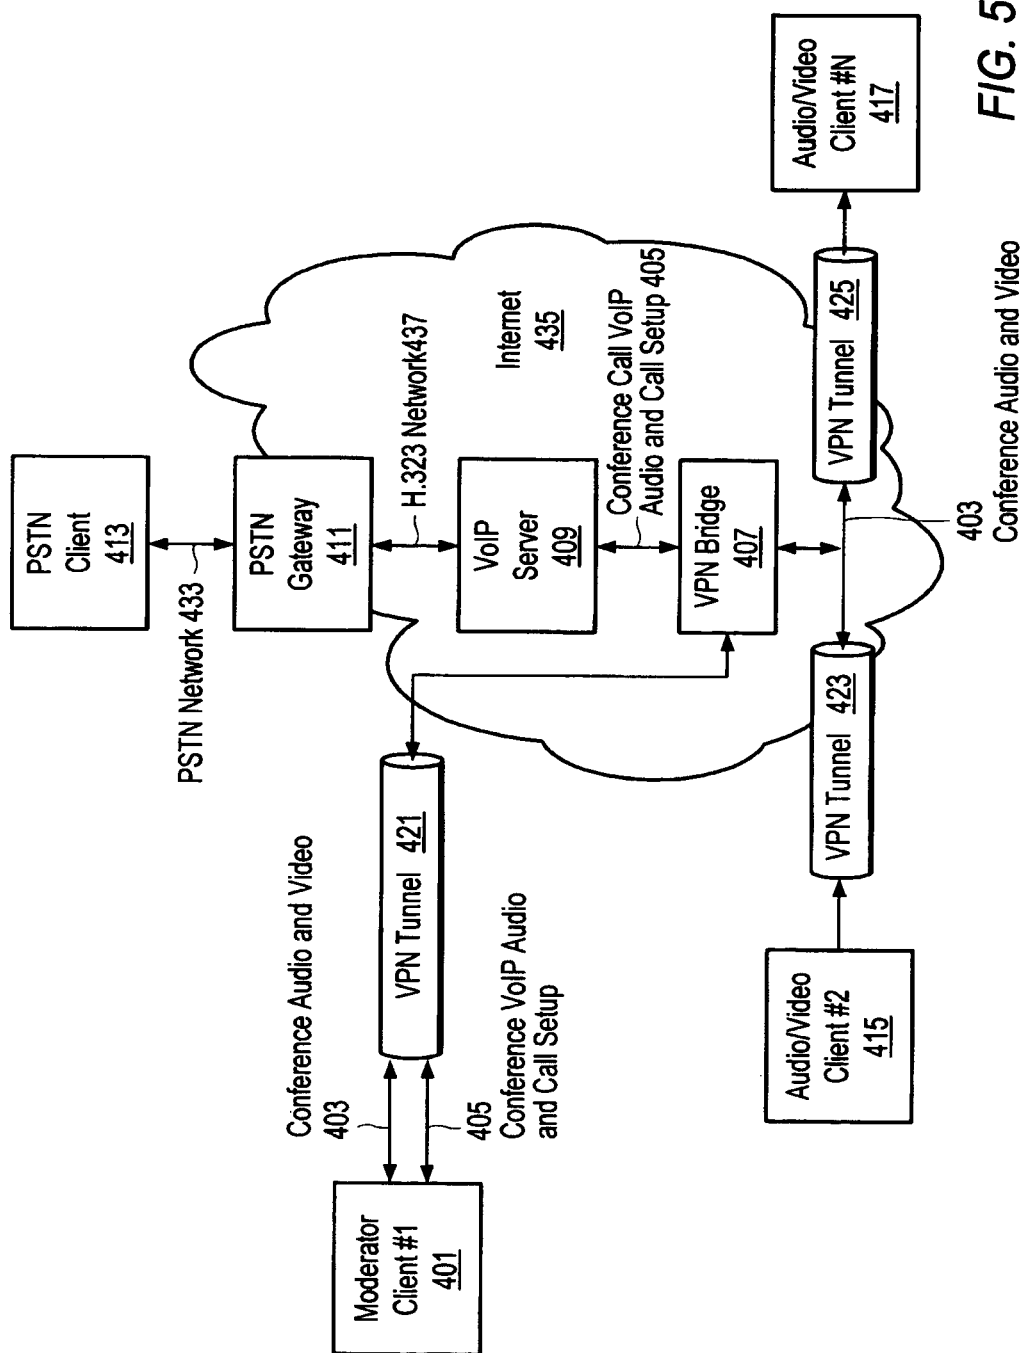 PSTN
Client
413
PSTN Network 433
PSTN
Gateway
411
H.323 Network437
Internet
435
VoIP
Server
409
Conference Call VoIP
Audio and Call Setup 405
VPN Bridge
407
Conference Audio and Video
403
VPN Tunnel 421
405
Conference VoIP Audio
and Call Setup
Moderator
Client #1
401
Audio/Video
Client #2
415
VPN Tunnel 423
VPN Tunnel 425
403
Conference Audio and Video
Audio/Video
Client #N
417
FIG. 5